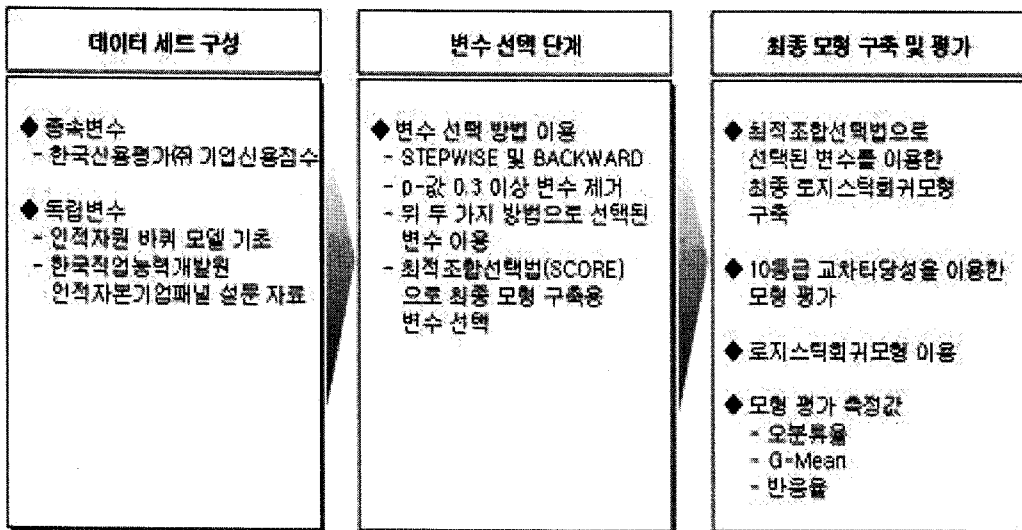 데이터 세트 구성
◆ 종속변수
- 한국신용평가㈜ 기업신용점수
◆ 독립변수
- 인적자원 바퀴 모델 기초
- 한국직업능력개발원
인적자본기업패널 설문 자료
변수 선택 단계
◆ 변수 선택 방법 이용
- STEPWISE 및 BACKWARD
- p-값 0.3 이상 변수 제거
- 위 두 가지 방법으로 선택된
변수 이용
- 최적조합선택법(SCORE)
으로 최종 모형 구축용
변수 선택
최종 모형 구축 및 평가
◆ 최적조합선택법으로
선택된 변수를 이용한
최종 로지스틱회귀모형
구축
◆ 10등급 교차타당성을 이용한
모형 평가
◆ 로지스틱회귀모형 이용
◆ 모형 평가 측정값
- 오분류율
- G-Mean
- 반응율